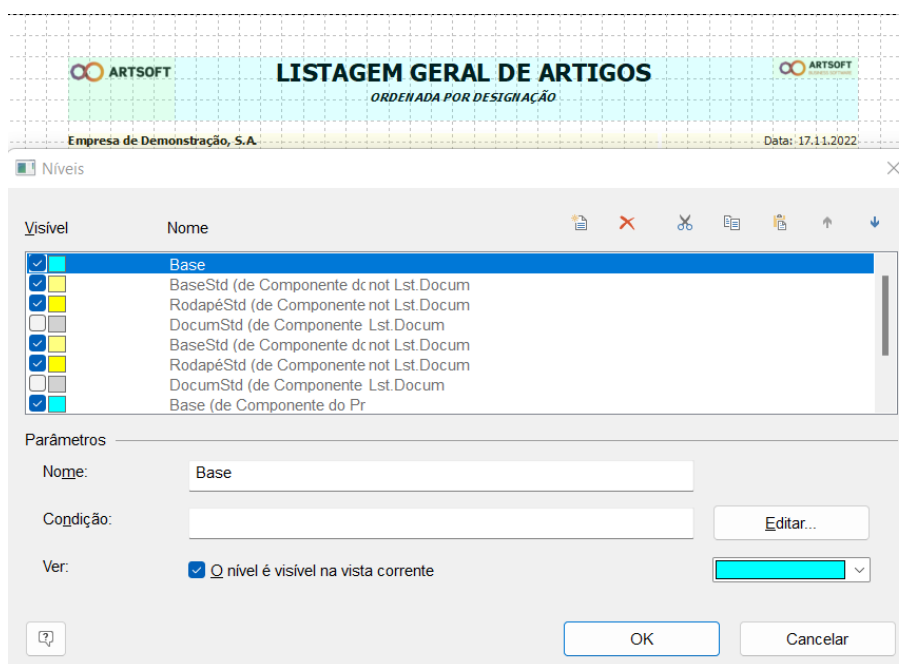 ARTSOFT
LISTAGEM GERAL DE ARTIGOS
ARTSOFT
ORDENADA POR DESIGNAÇÃO
Empresa de Demonstração, S.A.
Data: 17.11.2022
Níveis
Visível Nome
Base
BaseStd (de Componente dc not Lst.Docum
RodapéStd (de Componente not Lst.Docum
DocumStd (de Componente Lst.Docum
BaseStd (de Componente dc not Lst.Docum
RodapéStd (de Componente not Lst.Docum
DocumStd (de Componente Lst.Docum
Base (de Componente do Pr
Parâmetros
Nome: Base
Condição: Editar...
Ver: O nível é visível na vista corrente
OK Cancelar